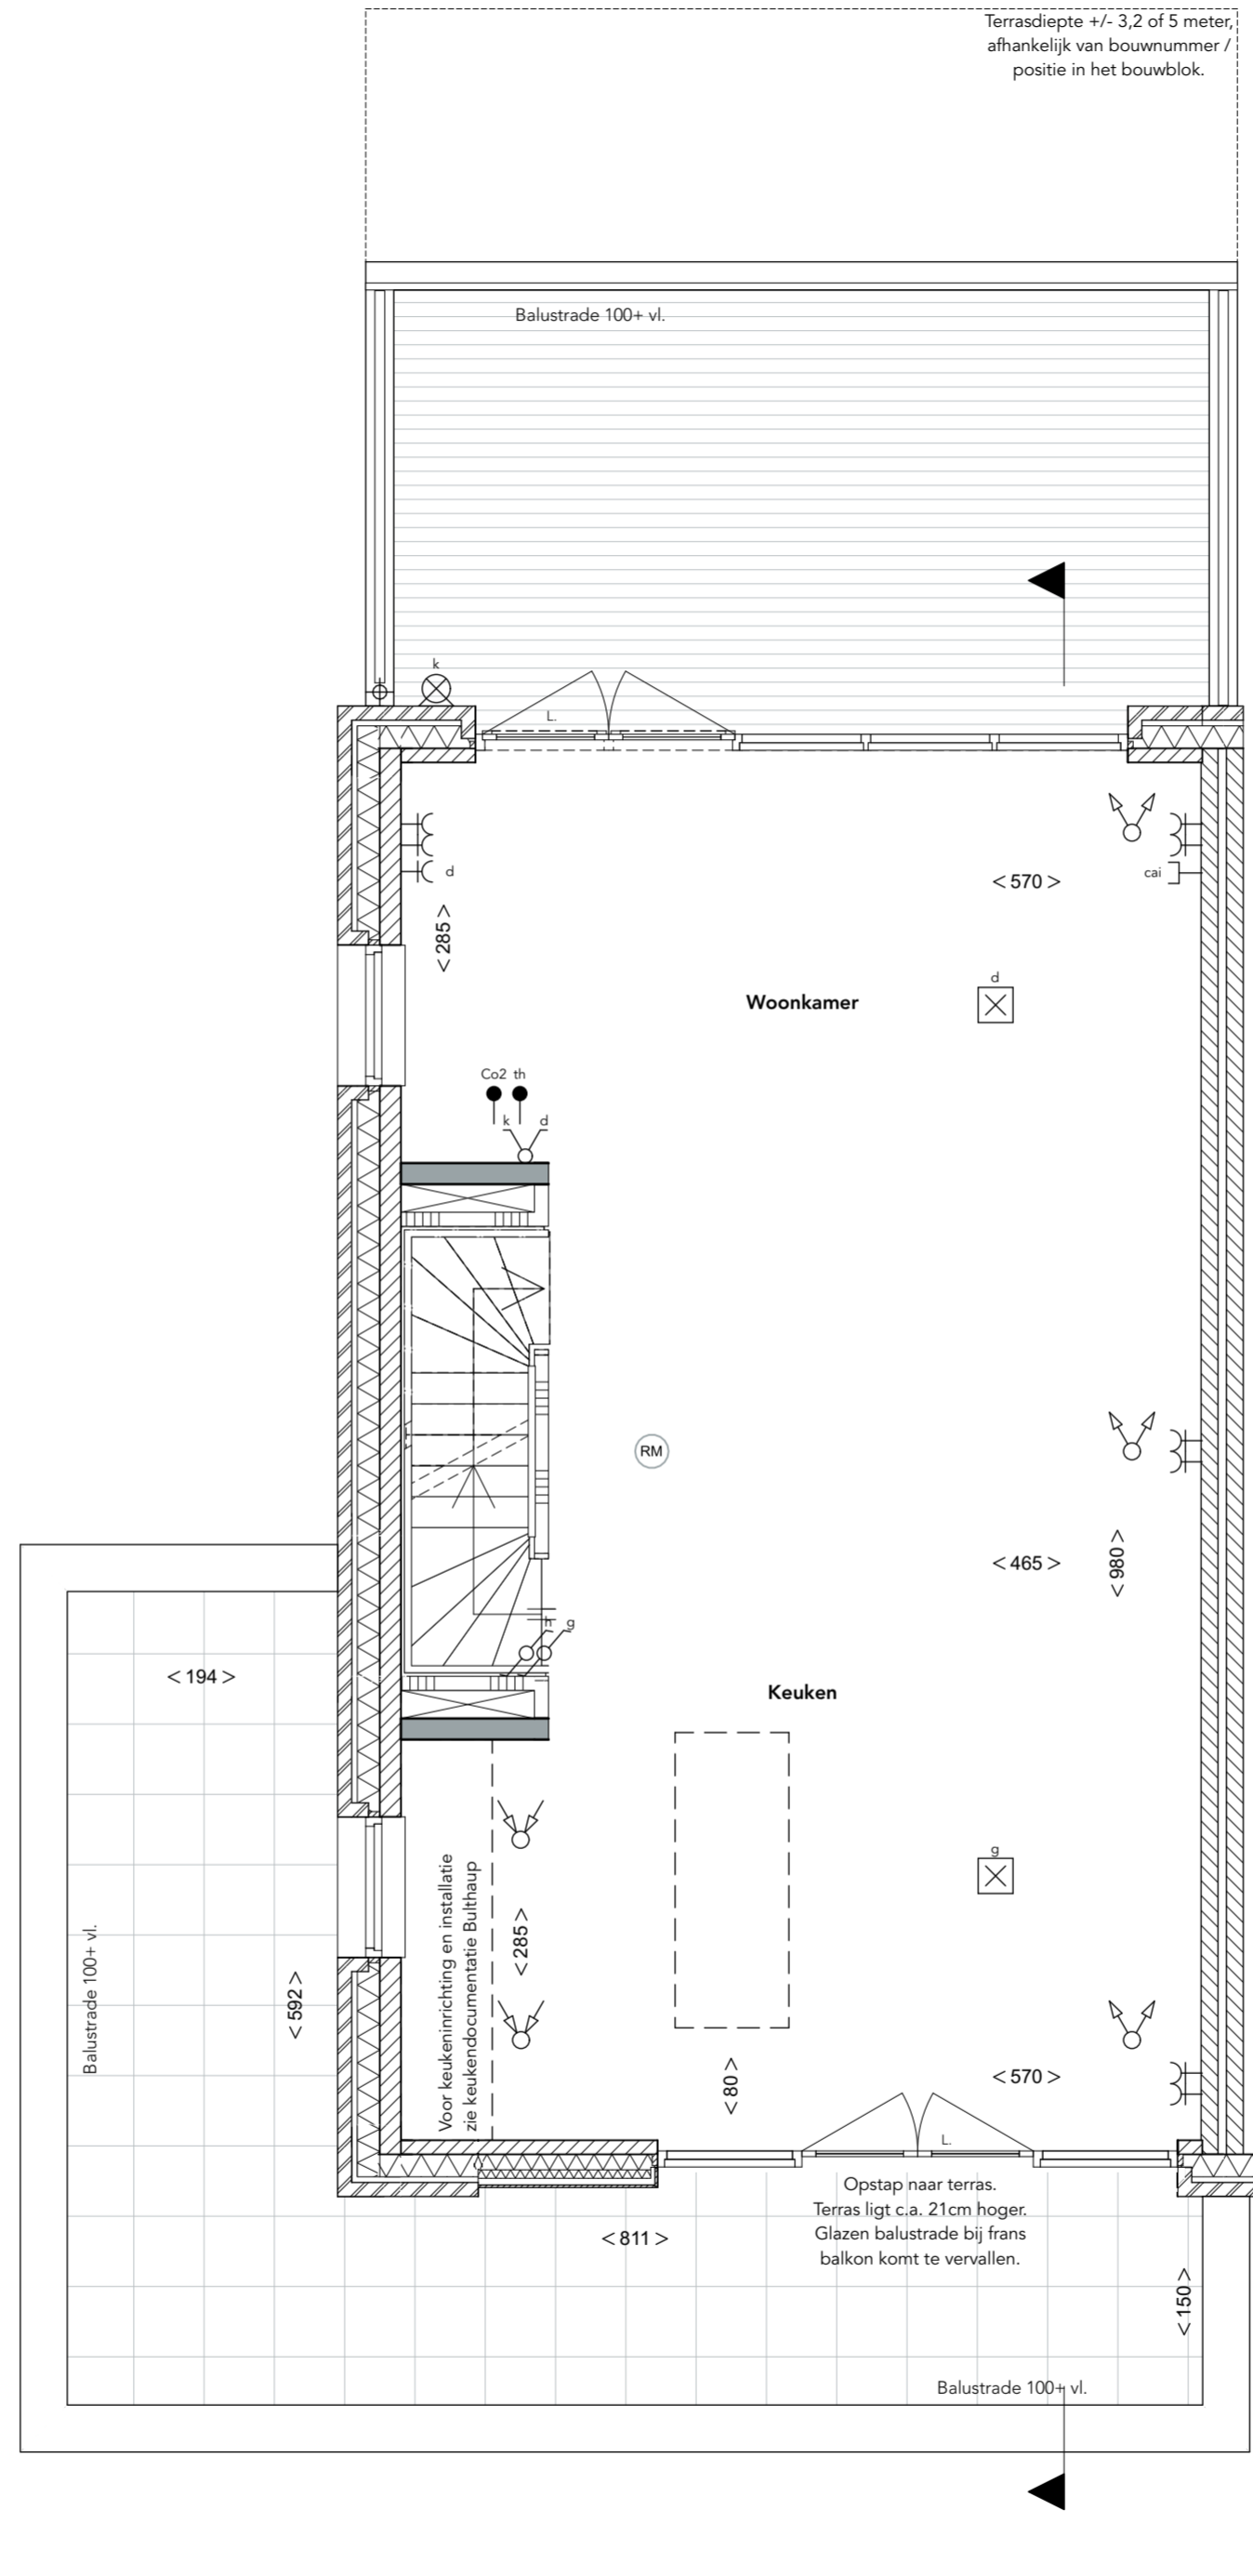 Terrasdiepte +/- 3,2 of 5 meter,
afhankelijk van bouwnummer /
positie in het bouwblok.
Balustrade 100+ vl.
k
L.
d
cai
< 570 >
< 285 >
d
Woonkamer
Co2 th
k d
RM
< 465 >
< 980 >
h g
< 194 >
Keuken
g
Voor keukeninrichting en installatie
zie keukendocumentatie Bulthaup
< 285 >
Balustrade 100+ vl.
< 592 >
< 80 >
< 570 >
L.
Opstap naar terras.
Terras ligt c.a. 21cm hoger.
Glazen balustrade bij frans
balkon komt te vervallen.
< 811 >
< 150 >
Balustrade 100+ vl.